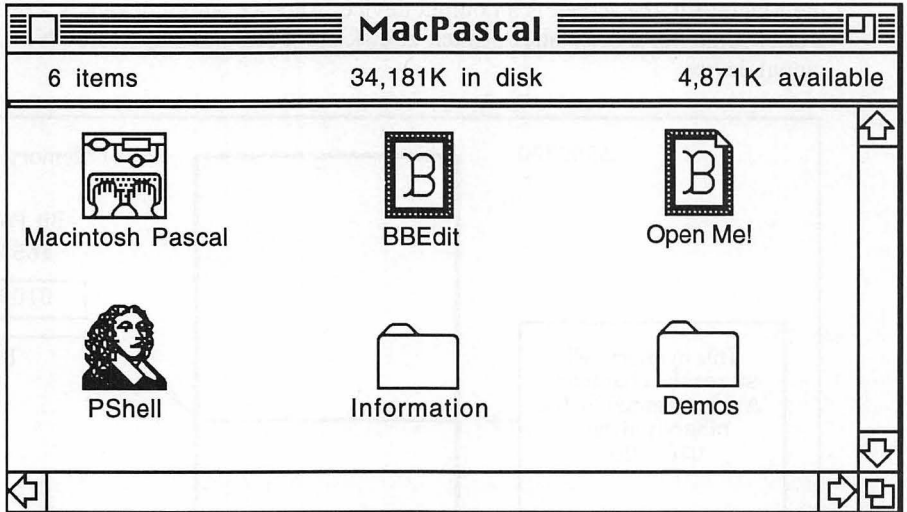 MacPascal
6 items 34,181K in disk 4,871K available
Macintosh Pascal BBEdit Open Me!
PShell Information Demos